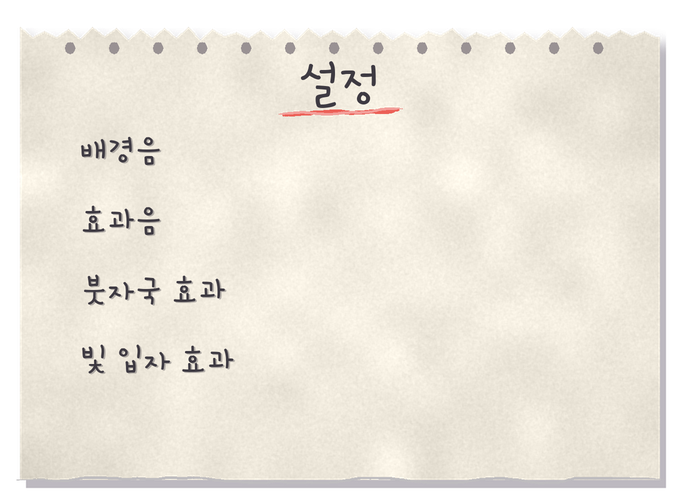 설정
배경음
효과음
붓자국 효과
빛 입자 효과